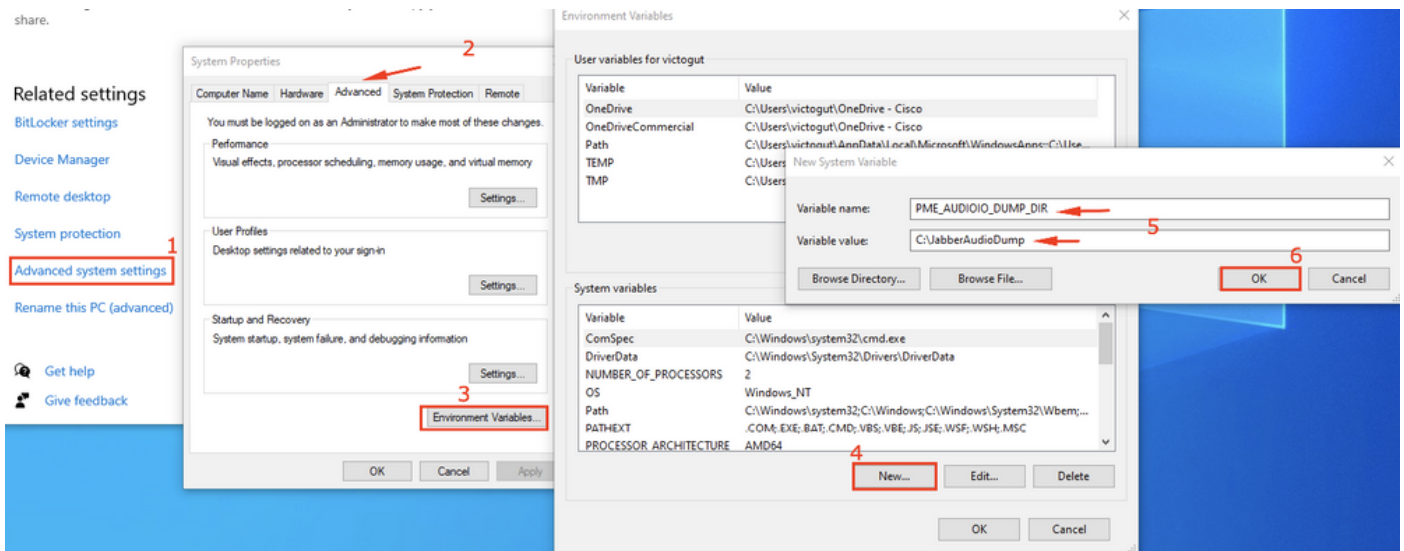 share.
Related settings
BitLocker settings
Device Manager
Remote desktop
System protection
1
Advanced system settings
Rename this PC (advanced)
Get help
Give feedback
System Properties
2
Computer Name Hardware Advanced System Protection Remote
You must be logged on as an Administrator to make most of these changes.
Performance
Visual effects, processor scheduling, memory usage, and virtual memory
Settings...
User Profiles
Desktop settings related to your sign-in
Settings...
Startup and Recovery
System startup, system failure, and debugging information
Settings...
3
Environment Variables...
OK Cancel Apply
Environment Variables
User variables for victogut
Variable Value
OneDrive C:\Users\victogut\OneDrive - Cisco
OneDriveCommercial C:\Users\victogut\OneDrive - Cisco
Path C:\Users\victogut\AppData\Local\Microsoft\WindowsApps;C:\Use...
TEMP C:\Users
TMP C:\Users
New System Variable
Variable name: PME_AUDIOIO_DUMP_DIR
5
Variable value: C:\JabberAudioDump
6
Browse Directory... Browse File... OK Cancel
System variables
Variable Value
ComSpec C:\Windows\system32\cmd.exe
DriverData C:\Windows\System32\Drivers\DriverData
NUMBER_OF_PROCESSORS 2
OS Windows_NT
Path C:\Windows\system32;C:\Windows;C:\Windows\System32\Wbem;...
PATHEXT .COM;.EXE;.BAT;.CMD;.VBS;.VBE;.JS;.JSE;.WSF;.WSH;.MSC
PROCESSOR_ARCHITECTURE AMD64
4
New... Edit... Delete
OK Cancel